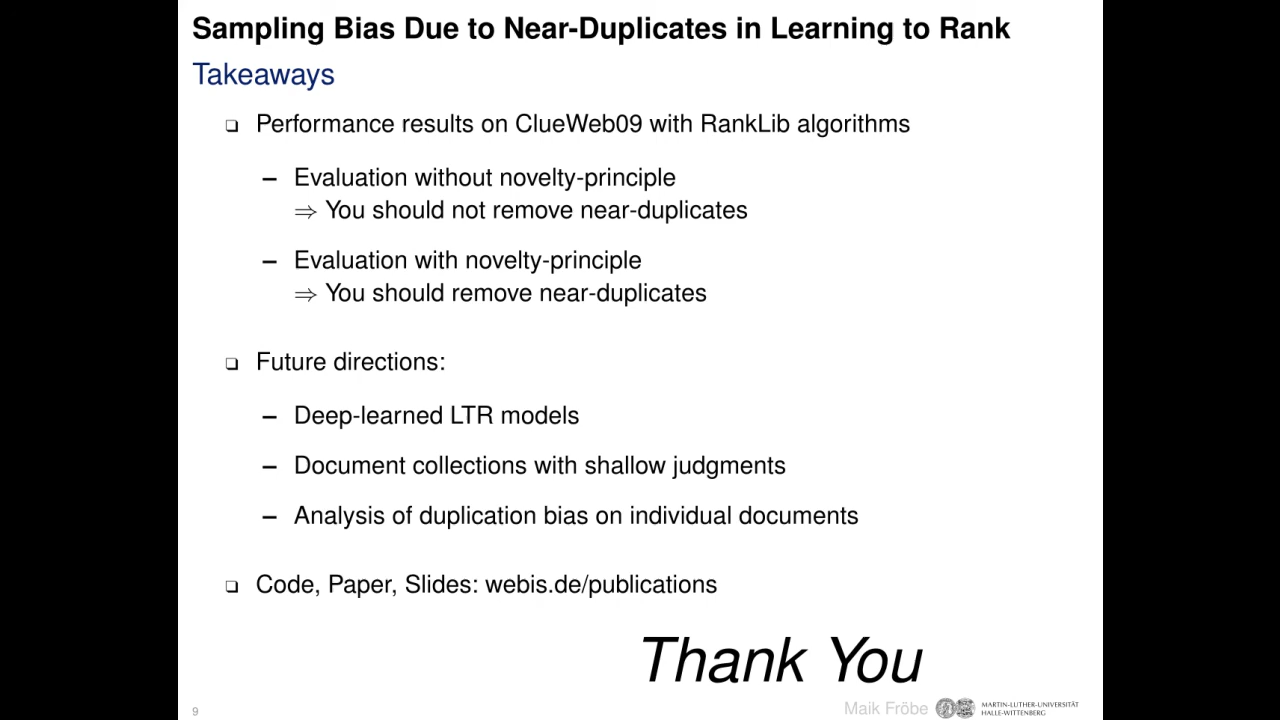 Sampling Bias Due to Near-Duplicates in Learning to Rank
Takeaways
❏ Performance results on ClueWeb09 with RankLib algorithms
– Evaluation without novelty-principle
⇒ You should not remove near-duplicates
– Evaluation with novelty-principle
⇒ You should remove near-duplicates
❏ Future directions:
– Deep-learned LTR models
– Document collections with shallow judgments
– Analysis of duplication bias on individual documents
❏ Code, Paper, Slides: webis.de/publications
Thank You
9
Maik Fröbe
MARTIN-LUTHER-UNIVERSITÄT
HALLE-WITTENBERG